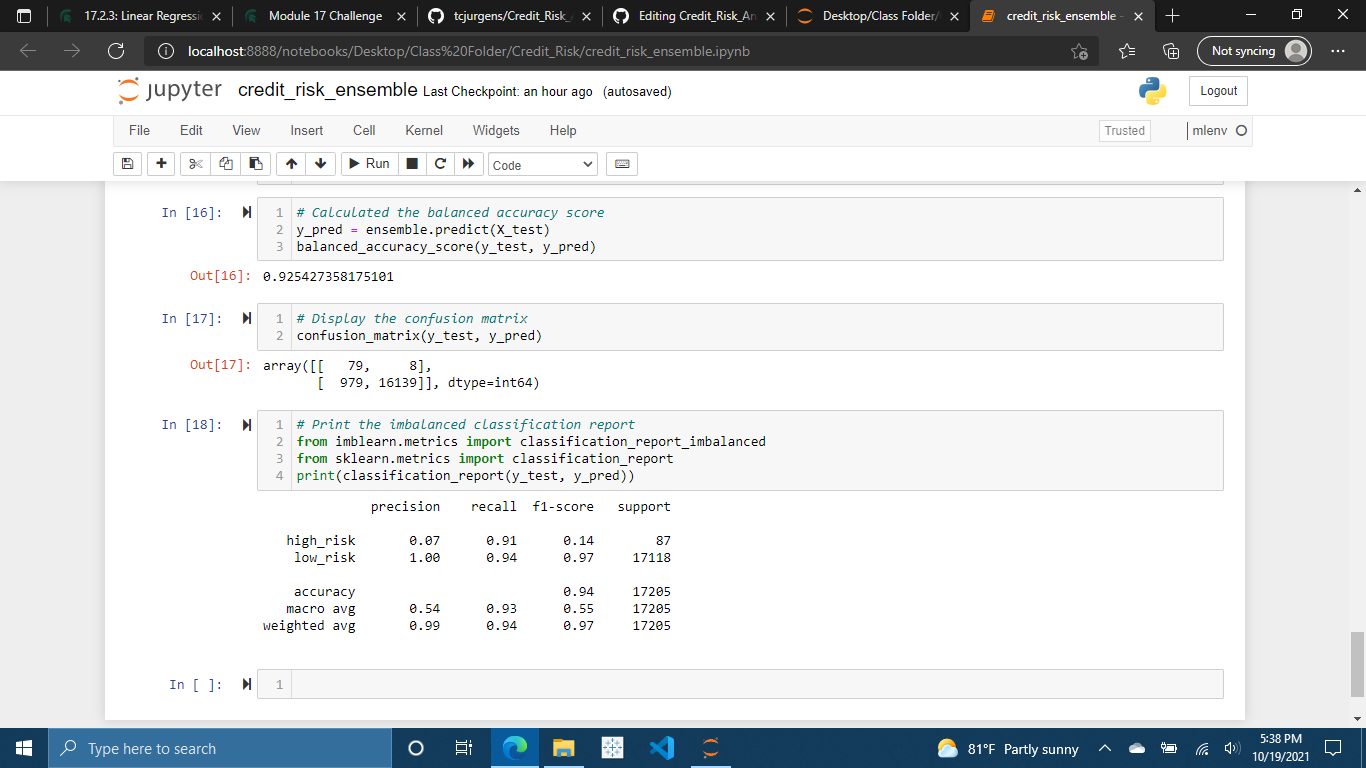 17.2.3: Linear Regressi
Module 17 Challenge
tcjurgens/Credit_Risk_
Editing Credit_Risk_An
Desktop/Class Folder/
credit_risk_ensemble -
localhost:8888/notebooks/Desktop/Class%20Folder/Credit_Risk/credit_risk_ensemble.ipynb
Not syncing
jupyter credit_risk_ensemble Last Checkpoint: an hour ago (autosaved)
Logout
File Edit View Insert Cell Kernel Widgets Help
Trusted
mlenv
Run
Code
In [16]:
1 # Calculated the balanced accuracy score
2 y_pred = ensemble.predict(X_test)
3 balanced_accuracy_score(y_test, y_pred)
Out[16]: 0.925427358175101
In [17]:
1 # Display the confusion matrix
2 confusion_matrix(y_test, y_pred)
Out[17]: array([[   79,     8],
[  979, 16139]], dtype=int64)
In [18]:
1 # Print the imbalanced classification report
2 from imblearn.metrics import classification_report_imbalanced
3 from sklearn.metrics import classification_report
4 print(classification_report(y_test, y_pred))
precision recall f1-score support
high_risk 0.07 0.91 0.14 87
low_risk 1.00 0.94 0.97 17118
accuracy 0.94 17205
macro avg 0.54 0.93 0.55 17205
weighted avg 0.99 0.94 0.97 17205
In [ ]:
1
Type here to search
81°F Partly sunny
5:38 PM
10/19/2021